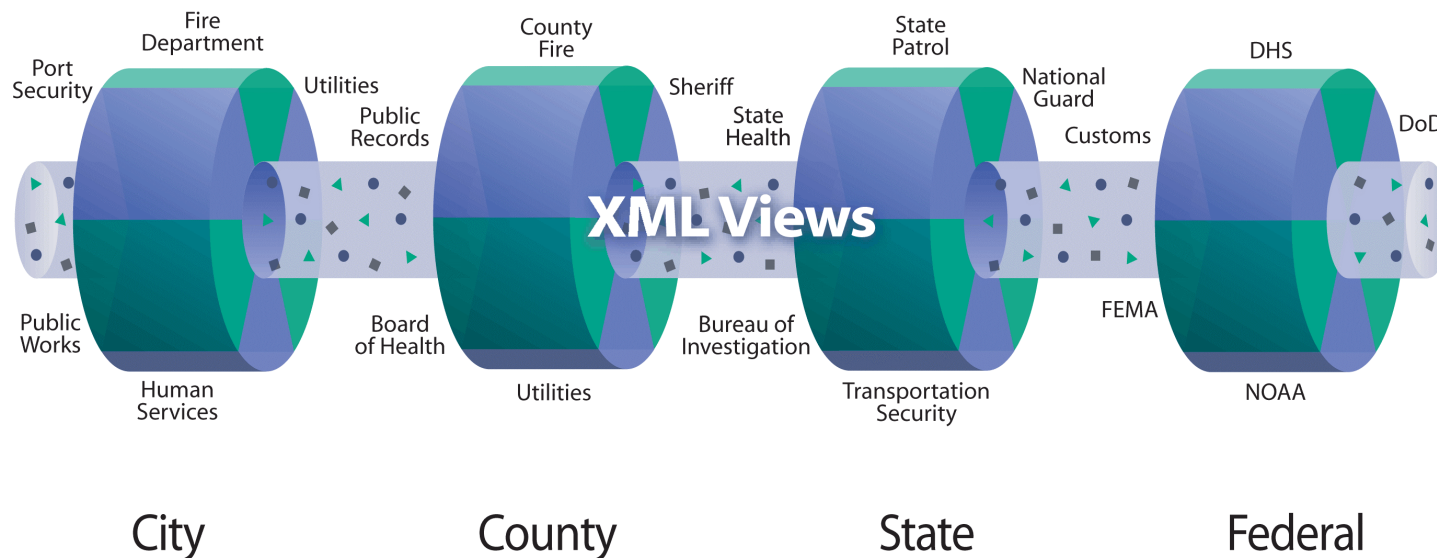 Fire
Department
Port
Security
Utilities
Public
Records
Public
Works
Human
Services
County
Fire
Sheriff
State
Health
Board
of Health
Utilities
Bureau of
Investigation
XML Views
State
Patrol
National
Guard
Customs
Transportation
Security
FEMA
DHS
DoD
NOAA
City
County
State
Federal